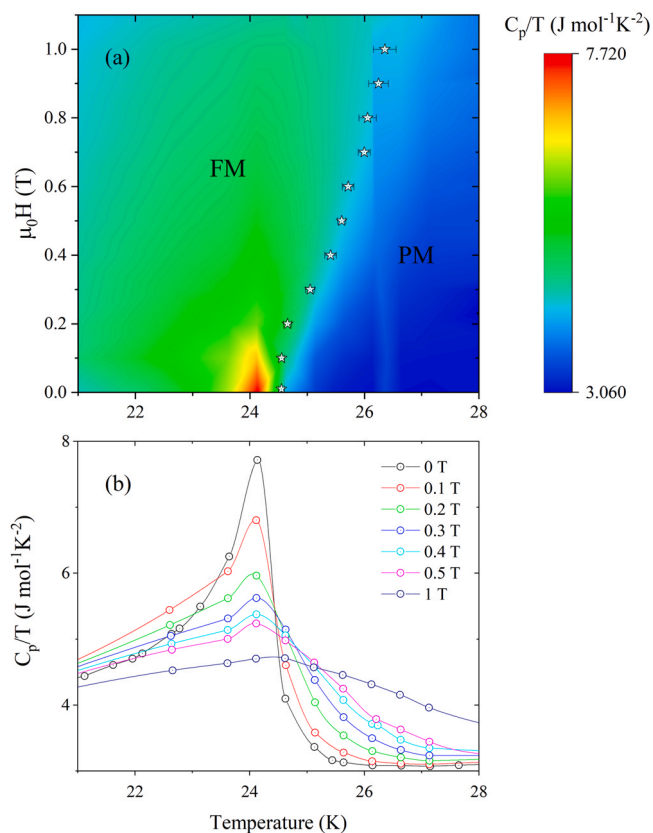 C_p/T (J mol⁻¹K⁻²)
7.720
3.060
(a)
FM
PM
μ₀H (T)
1.0
0.8
0.6
0.4
0.2
0.0
22 24 26 28
(b)
0 T
0.1 T
0.2 T
0.3 T
0.4 T
0.5 T
1 T
C_p/T (J mol⁻¹K⁻²)
8
6
4
22 24 26 28
Temperature (K)